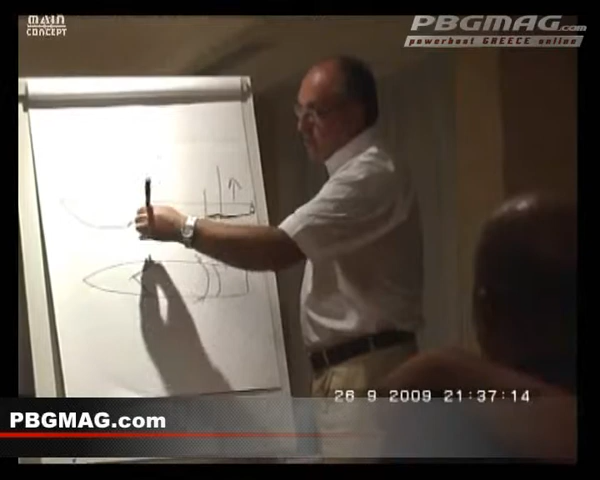 MAIN
CONCEPT
PBGMAG.com
powerboat GREECE online
26 9 2009 21:37:14
PBGMAG.com